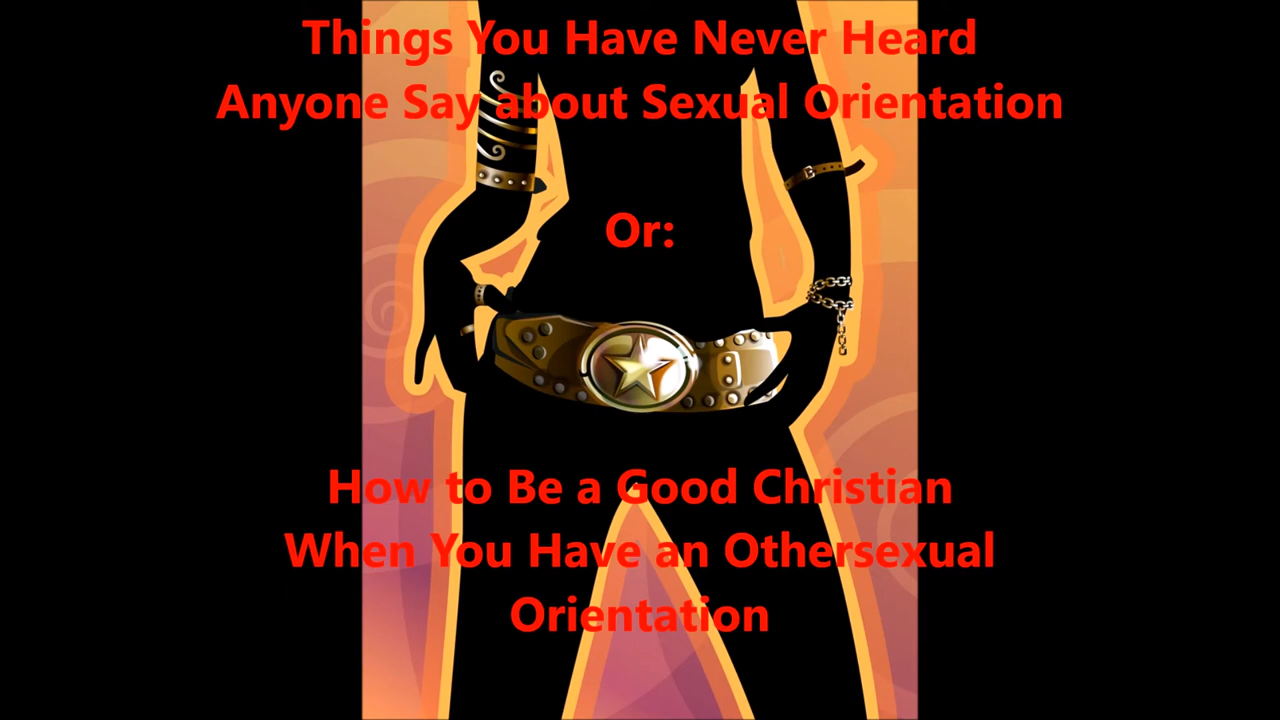 Things You Have Never Heard
Anyone Say about Sexual Orientation
Or:
How to Be a Good Christian
When You Have an Othersexual
Orientation